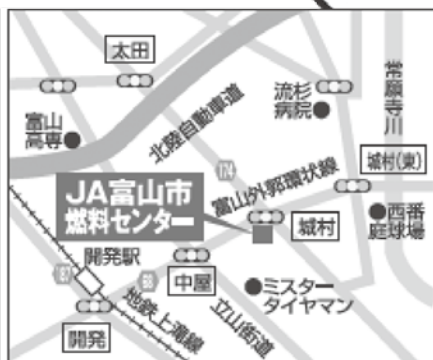 太田
富山
高専
北陸自動車道
流杉
病院
常願寺川
174
富山外郭環状線
城村(東)
JA富山市
燃料センター
城村
西番
庭球場
開発駅
87
68
中屋
ミスター
タイヤマン
地鉄上滝線
立山街道
開発